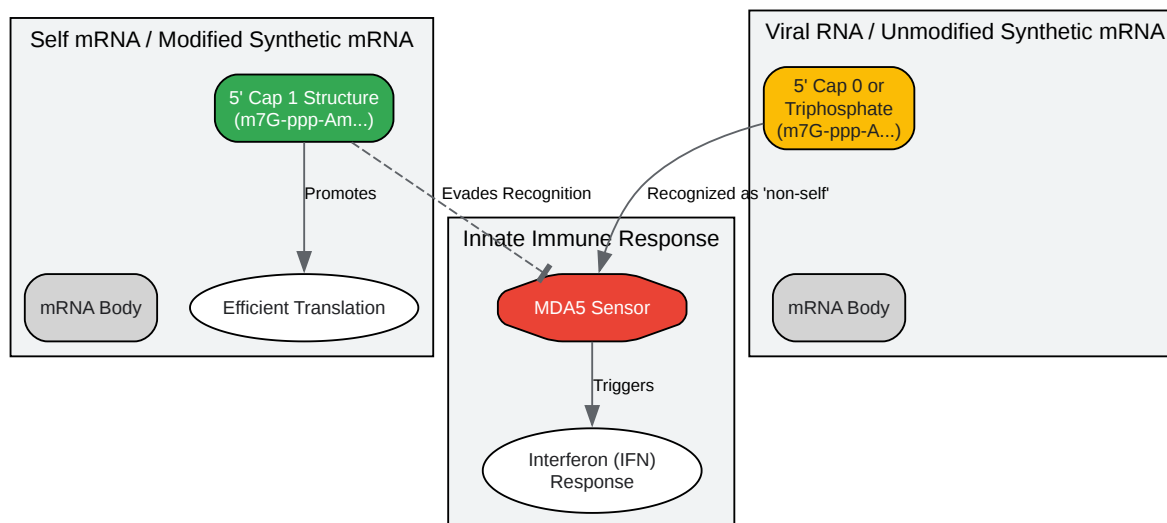 Self mRNA / Modified Synthetic mRNA
5' Cap 1 Structure
(m7G-ppp-Am...)
Promotes
Evades Recognition
mRNA Body
Efficient Translation
Viral RNA / Unmodified Synthetic mRNA
5' Cap 0 or
Triphosphate
(m7G-ppp-A...)
Recognized as 'non-self'
mRNA Body
Innate Immune Response
MDA5 Sensor
Triggers
Interferon (IFN)
Response